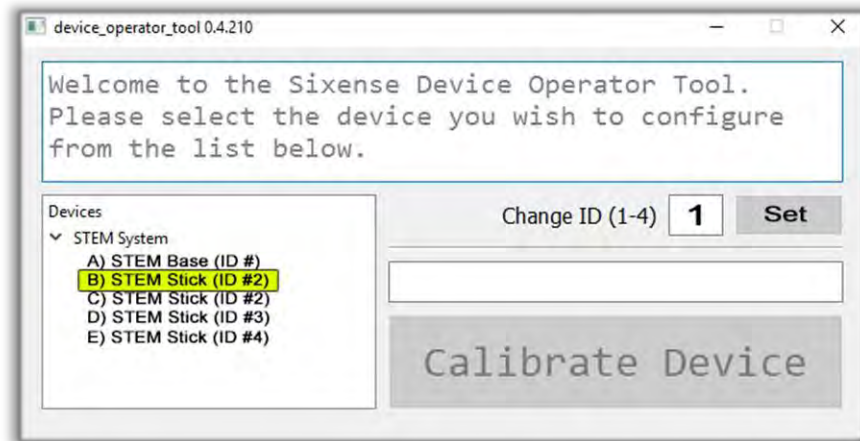 device_operator_tool 0.4.210
Welcome to the Sixense Device Operator Tool.
Please select the device you wish to configure
from the list below.
Devices
STEM System
A) STEM Base (ID #)
B) STEM Stick (ID #2)
C) STEM Stick (ID #2)
D) STEM Stick (ID #3)
E) STEM Stick (ID #4)
Change ID (1-4) 1 Set
Calibrate Device